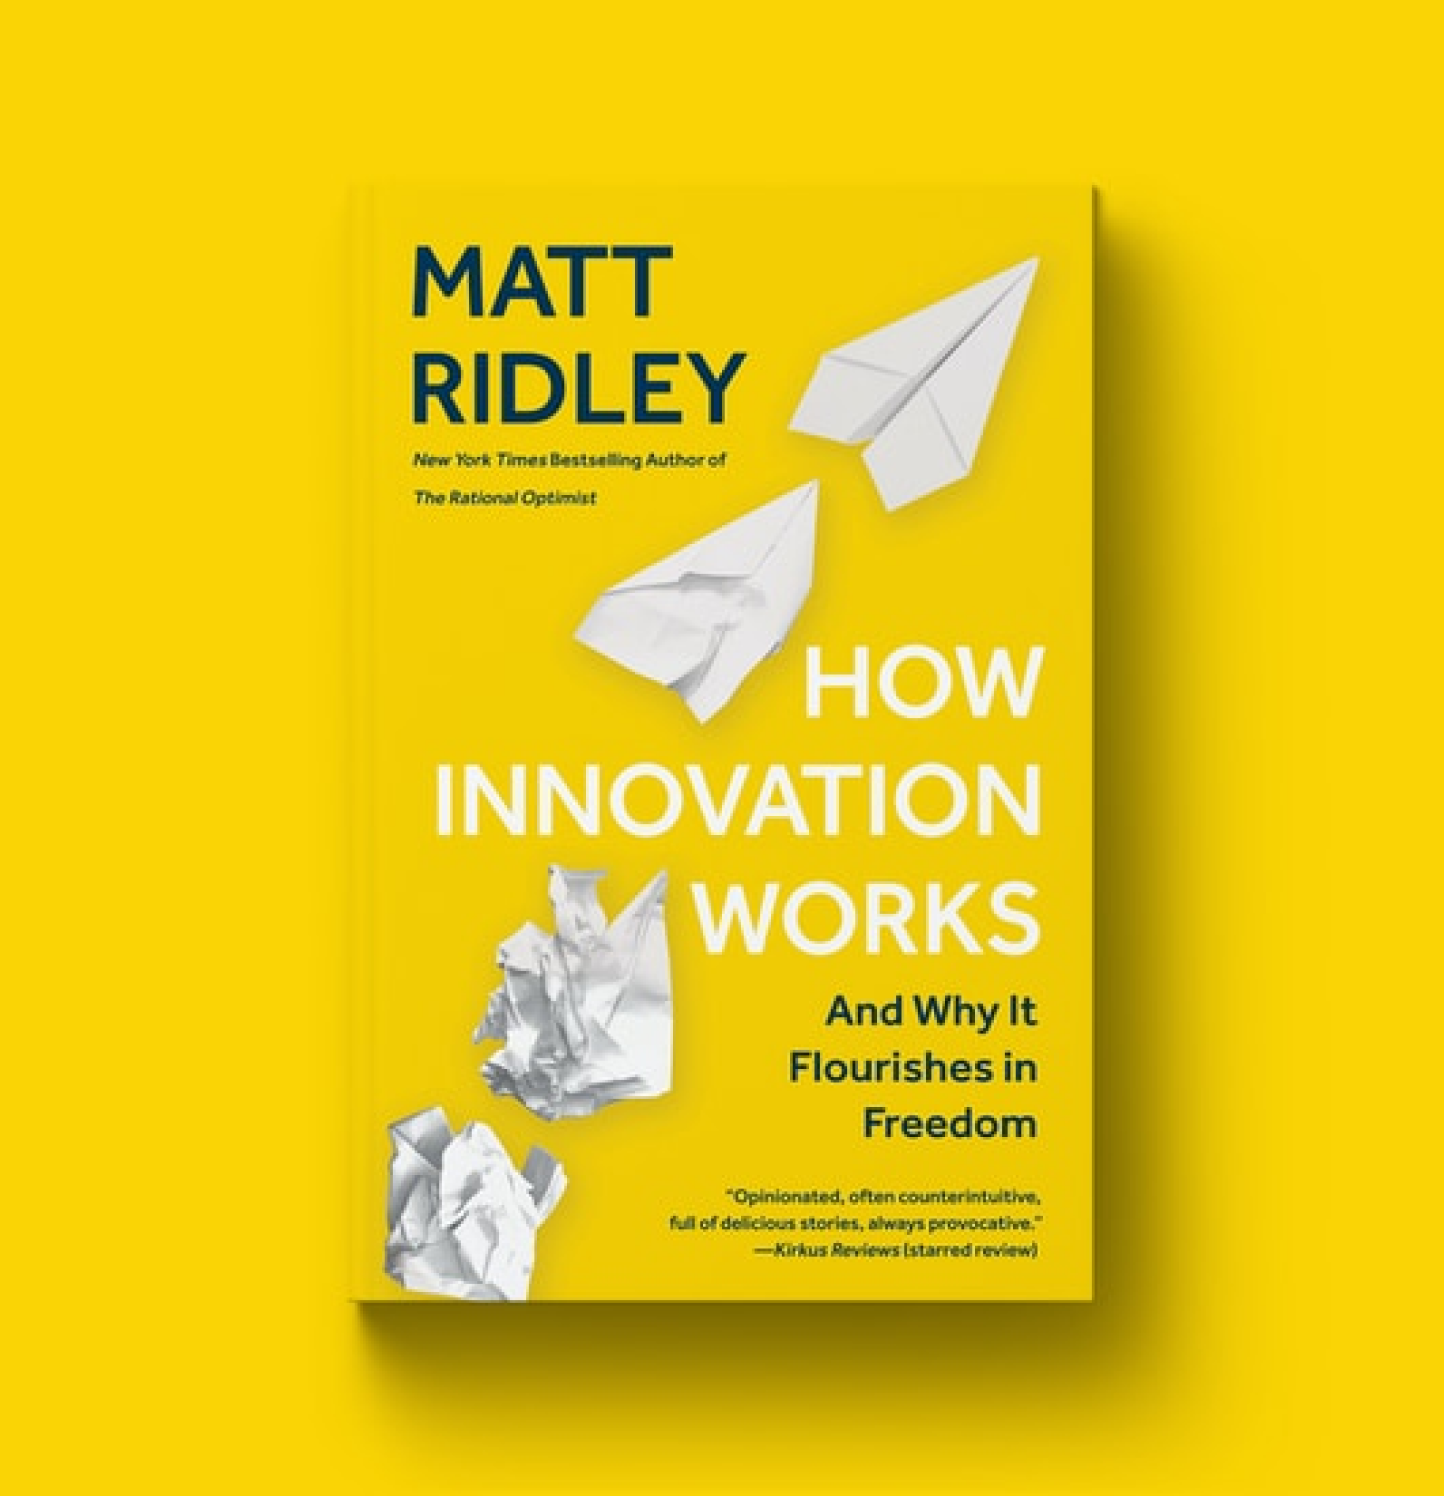 MATT
RIDLEY
New York Times Bestselling Author of
The Rational Optimist
HOW
INNOVATION
WORKS
And Why It
Flourishes in
Freedom
“Opinionated, often counterintuitive,
full of delicious stories, always provocative.”
—Kirkus Reviews (starred review)